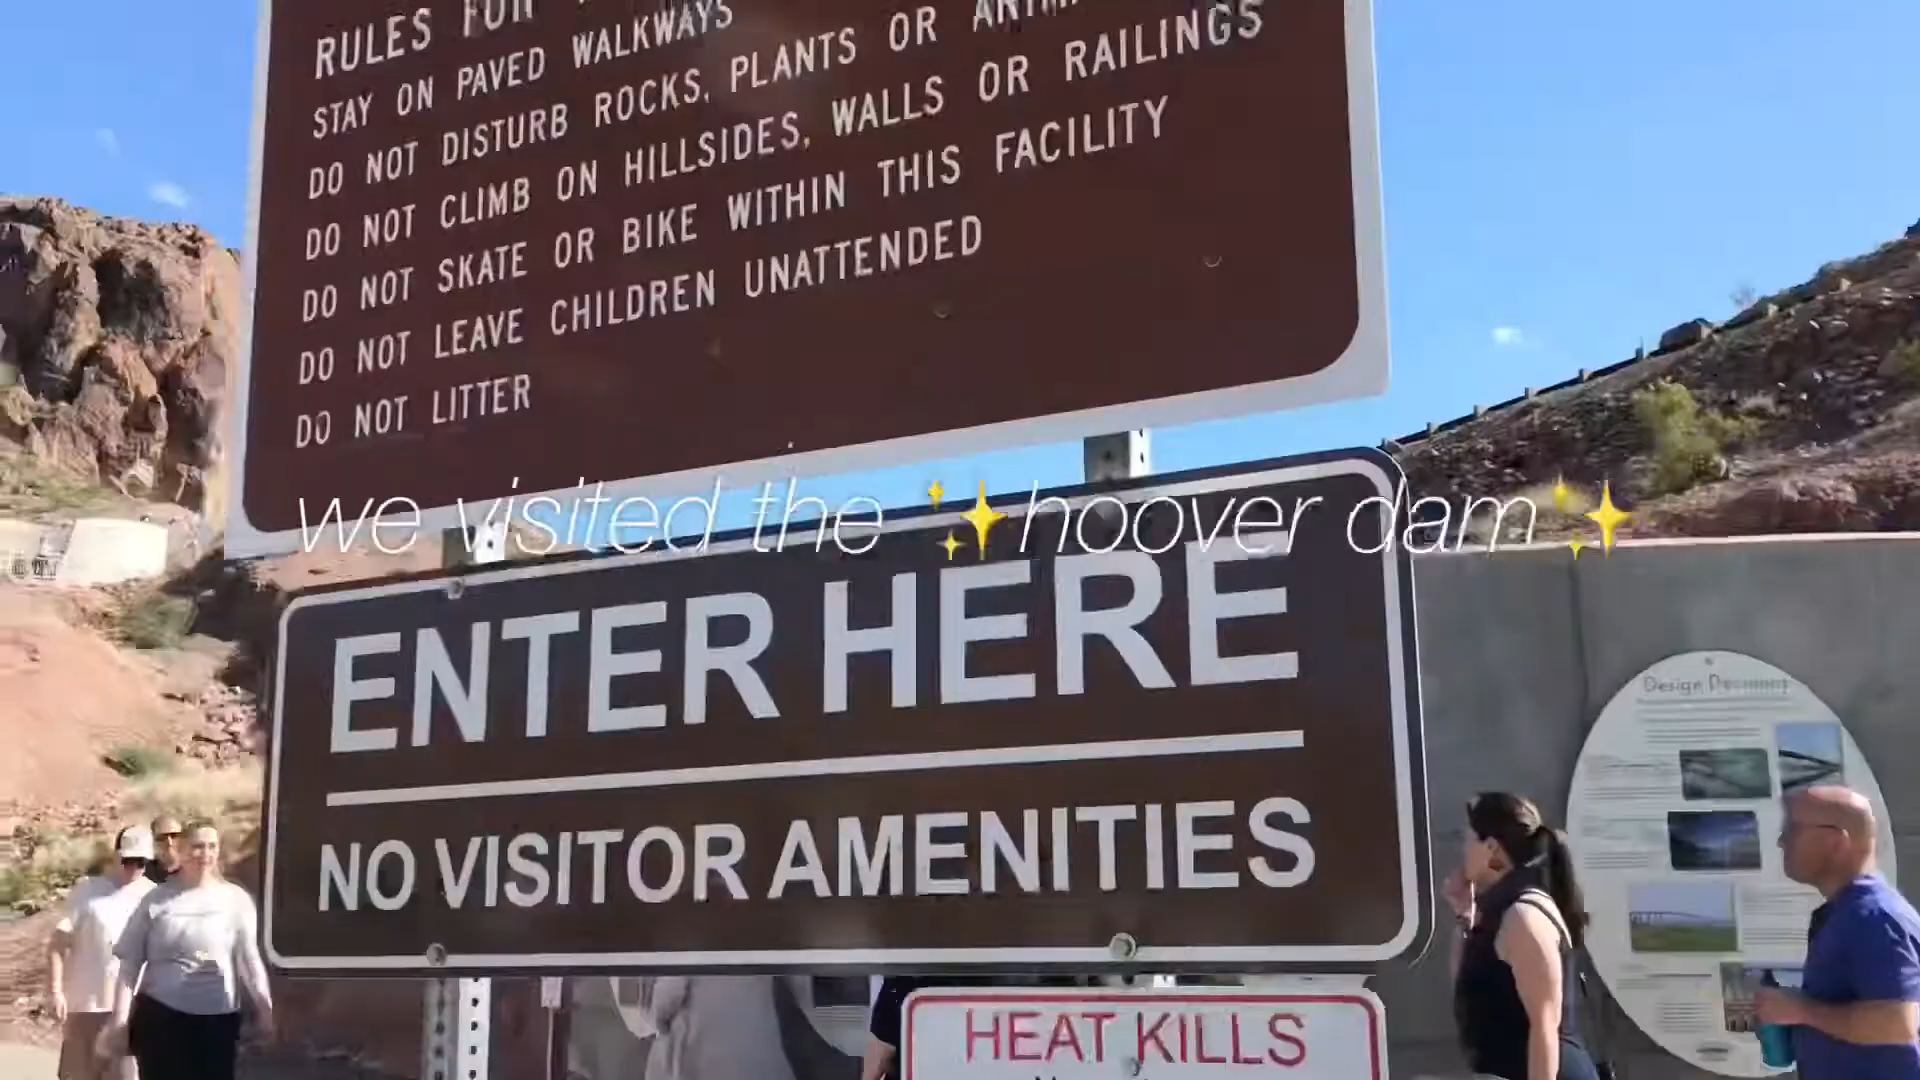 RULES FOR
STAY ON PAVED WALKWAYS
DO NOT DISTURB ROCKS, PLANTS OR
DO NOT CLIMB ON HILLSIDES, WALLS OR RAILINGS
DO NOT SKATE OR BIKE WITHIN THIS FACILITY
DO NOT LEAVE CHILDREN UNATTENDED
DO NOT LITTER
we visited the ✨hoover dam✨
ENTER HERE
NO VISITOR AMENITIES
HEAT KILLS
Design